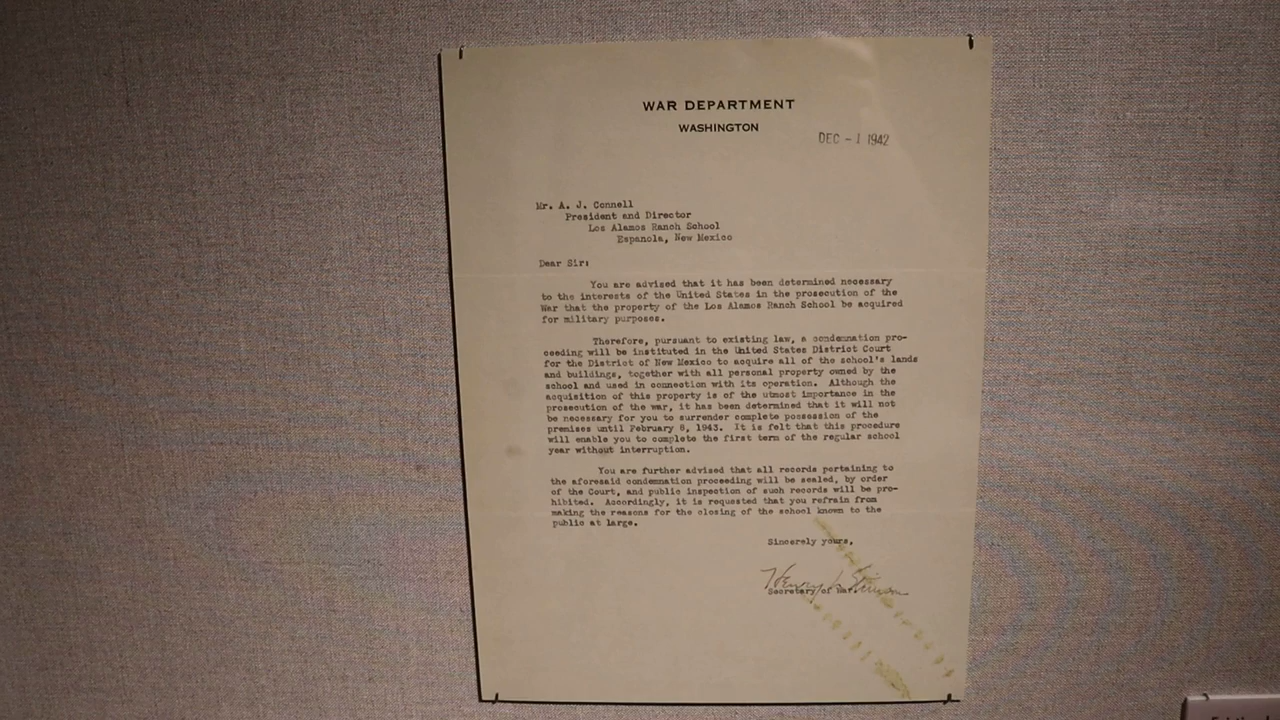 WAR DEPARTMENT
WASHINGTON
DEC - 1 1942
Mr. A. J. Connell
President and Director
Los Alamos Ranch School
Espanola, New Mexico
Dear Sir:
You are advised that it has been determined necessary
to the interests of the United States in the prosecution of the
War that the property of the Los Alamos Ranch School be acquired
for military purposes.
Therefore, pursuant to existing law, a condemnation pro-
ceeding will be instituted in the United States District Court
for the District of New Mexico to acquire all of the school's lands
and buildings, together with all personal property owned by the
school and used in connection with its operation. Although the
acquisition of this property is of the utmost importance in the
prosecution of the war, it has been determined that it will not
be necessary for you to surrender complete possession of the
premises until February 8, 1943. It is felt that this procedure
will enable you to complete the first term of the regular school
year without interruption.
You are further advised that all records pertaining to
the aforesaid condemnation proceeding will be sealed, by order
of the Court, and public inspection of such records will be pro-
hibited. Accordingly, it is requested that you refrain from
making the reasons for the closing of the school known to the
public at large.
Sincerely yours,
Henry L Stimson
Secretary of War.